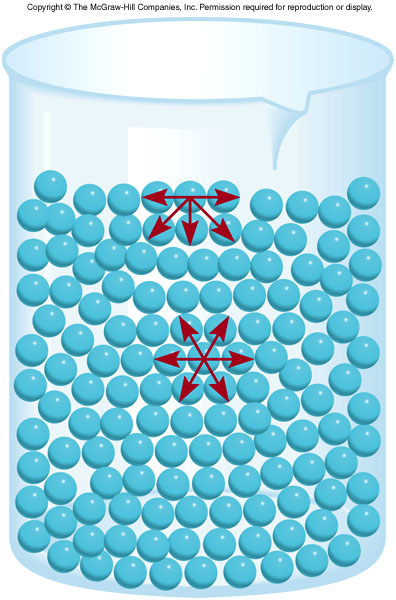 Copyright © The McGraw-Hill Companies, Inc. Permission required for reproduction or display.